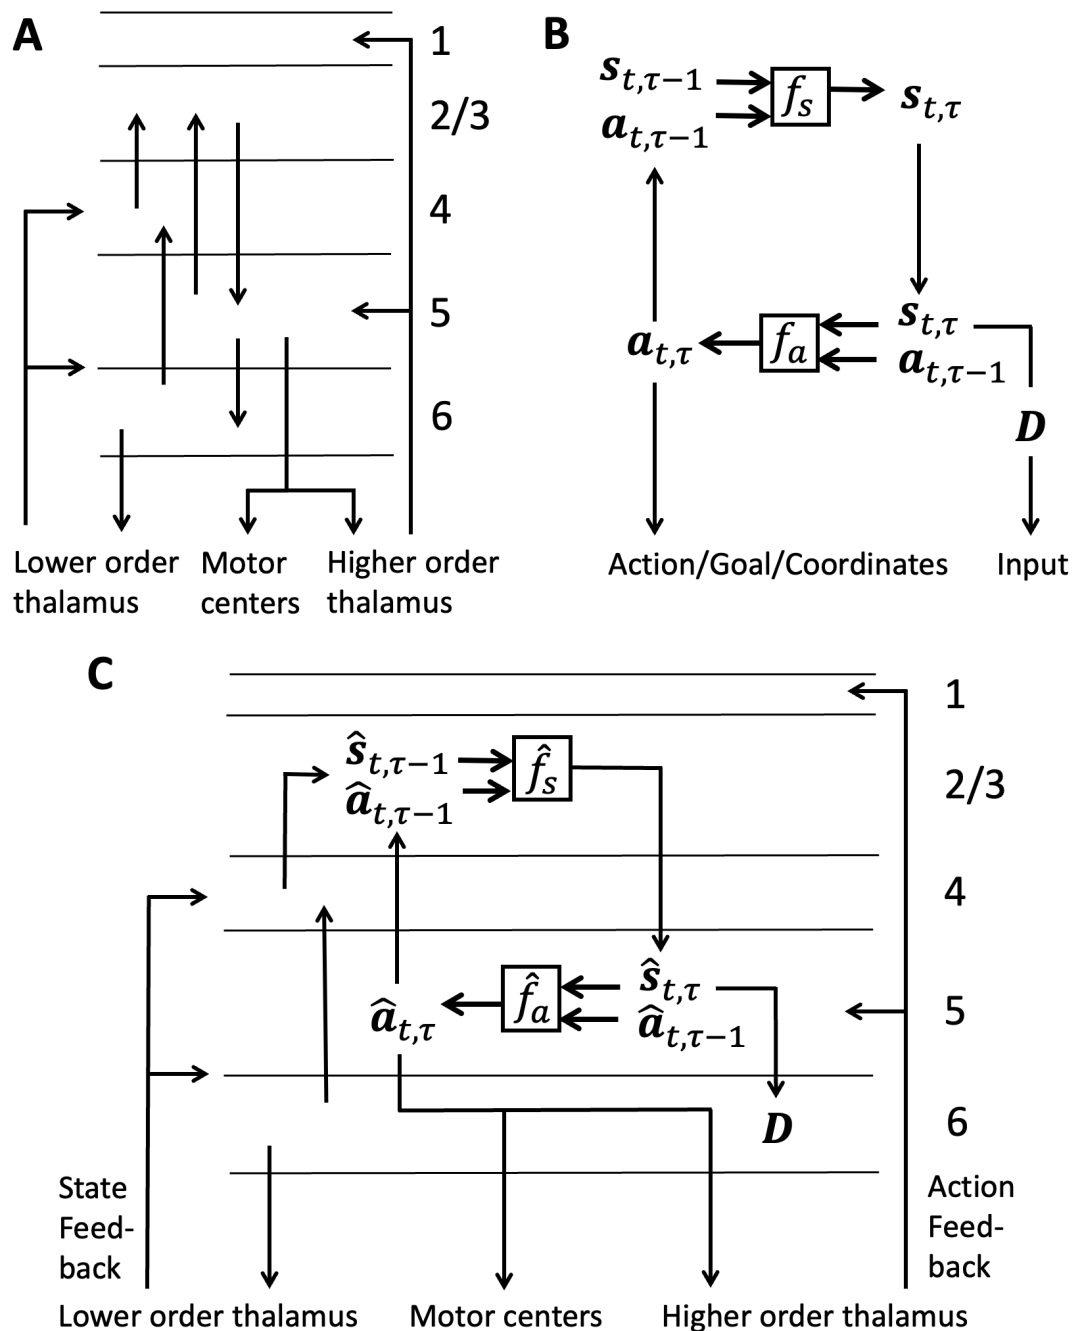 A
1
2/3
4
5
6
Lower order
thalamus
Motor
centers
Higher order
thalamus
B
s_{t,τ−1}
a_{t,τ−1}
f_s
s_{t,τ}
a_{t,τ}
f_a
s_{t,τ}
a_{t,τ−1}
D
Action/Goal/Coordinates
Input
C
1
ŝ_{t,τ−1}
â_{t,τ−1}
f̂_s
2/3
4
â_{t,τ}
f̂_a
ŝ_{t,τ}
â_{t,τ−1}
5
D
6
State
Feed-
back
Action
Feed-
back
Lower order thalamus
Motor centers
Higher order thalamus